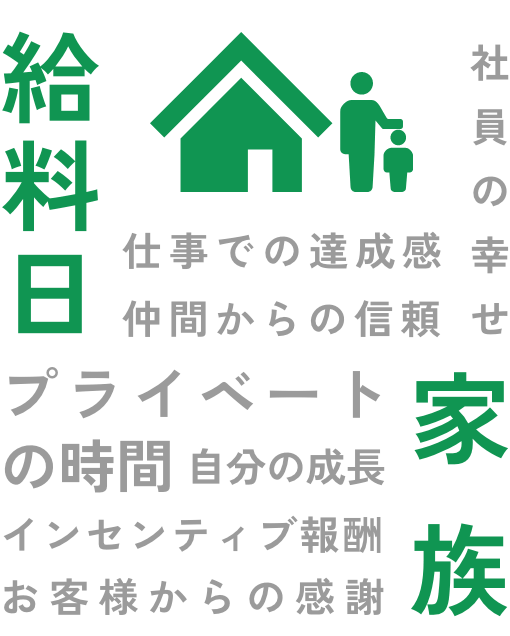 給料日
社員の幸せ
仕事での達成感
仲間からの信頼
プライベート
の時間
自分の成長
家族
インセンティブ報酬
お客様からの感謝